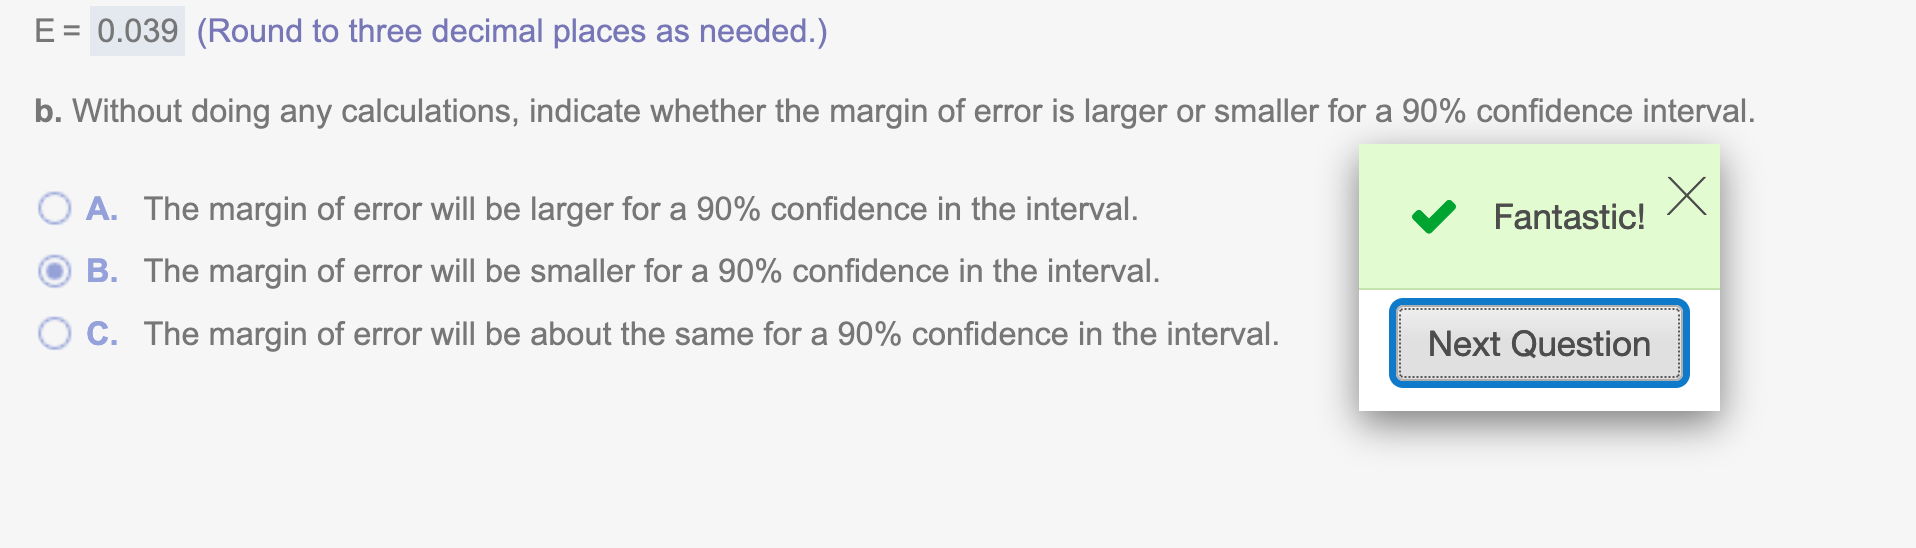 E = 0.039 (Round to three decimal places as needed.)
b. Without doing any calculations, indicate whether the margin of error is larger or smaller for a 90% confidence interval.
A. The margin of error will be larger for a 90% confidence in the interval.
B. The margin of error will be smaller for a 90% confidence in the interval.
C. The margin of error will be about the same for a 90% confidence in the interval.
Fantastic!
Next Question